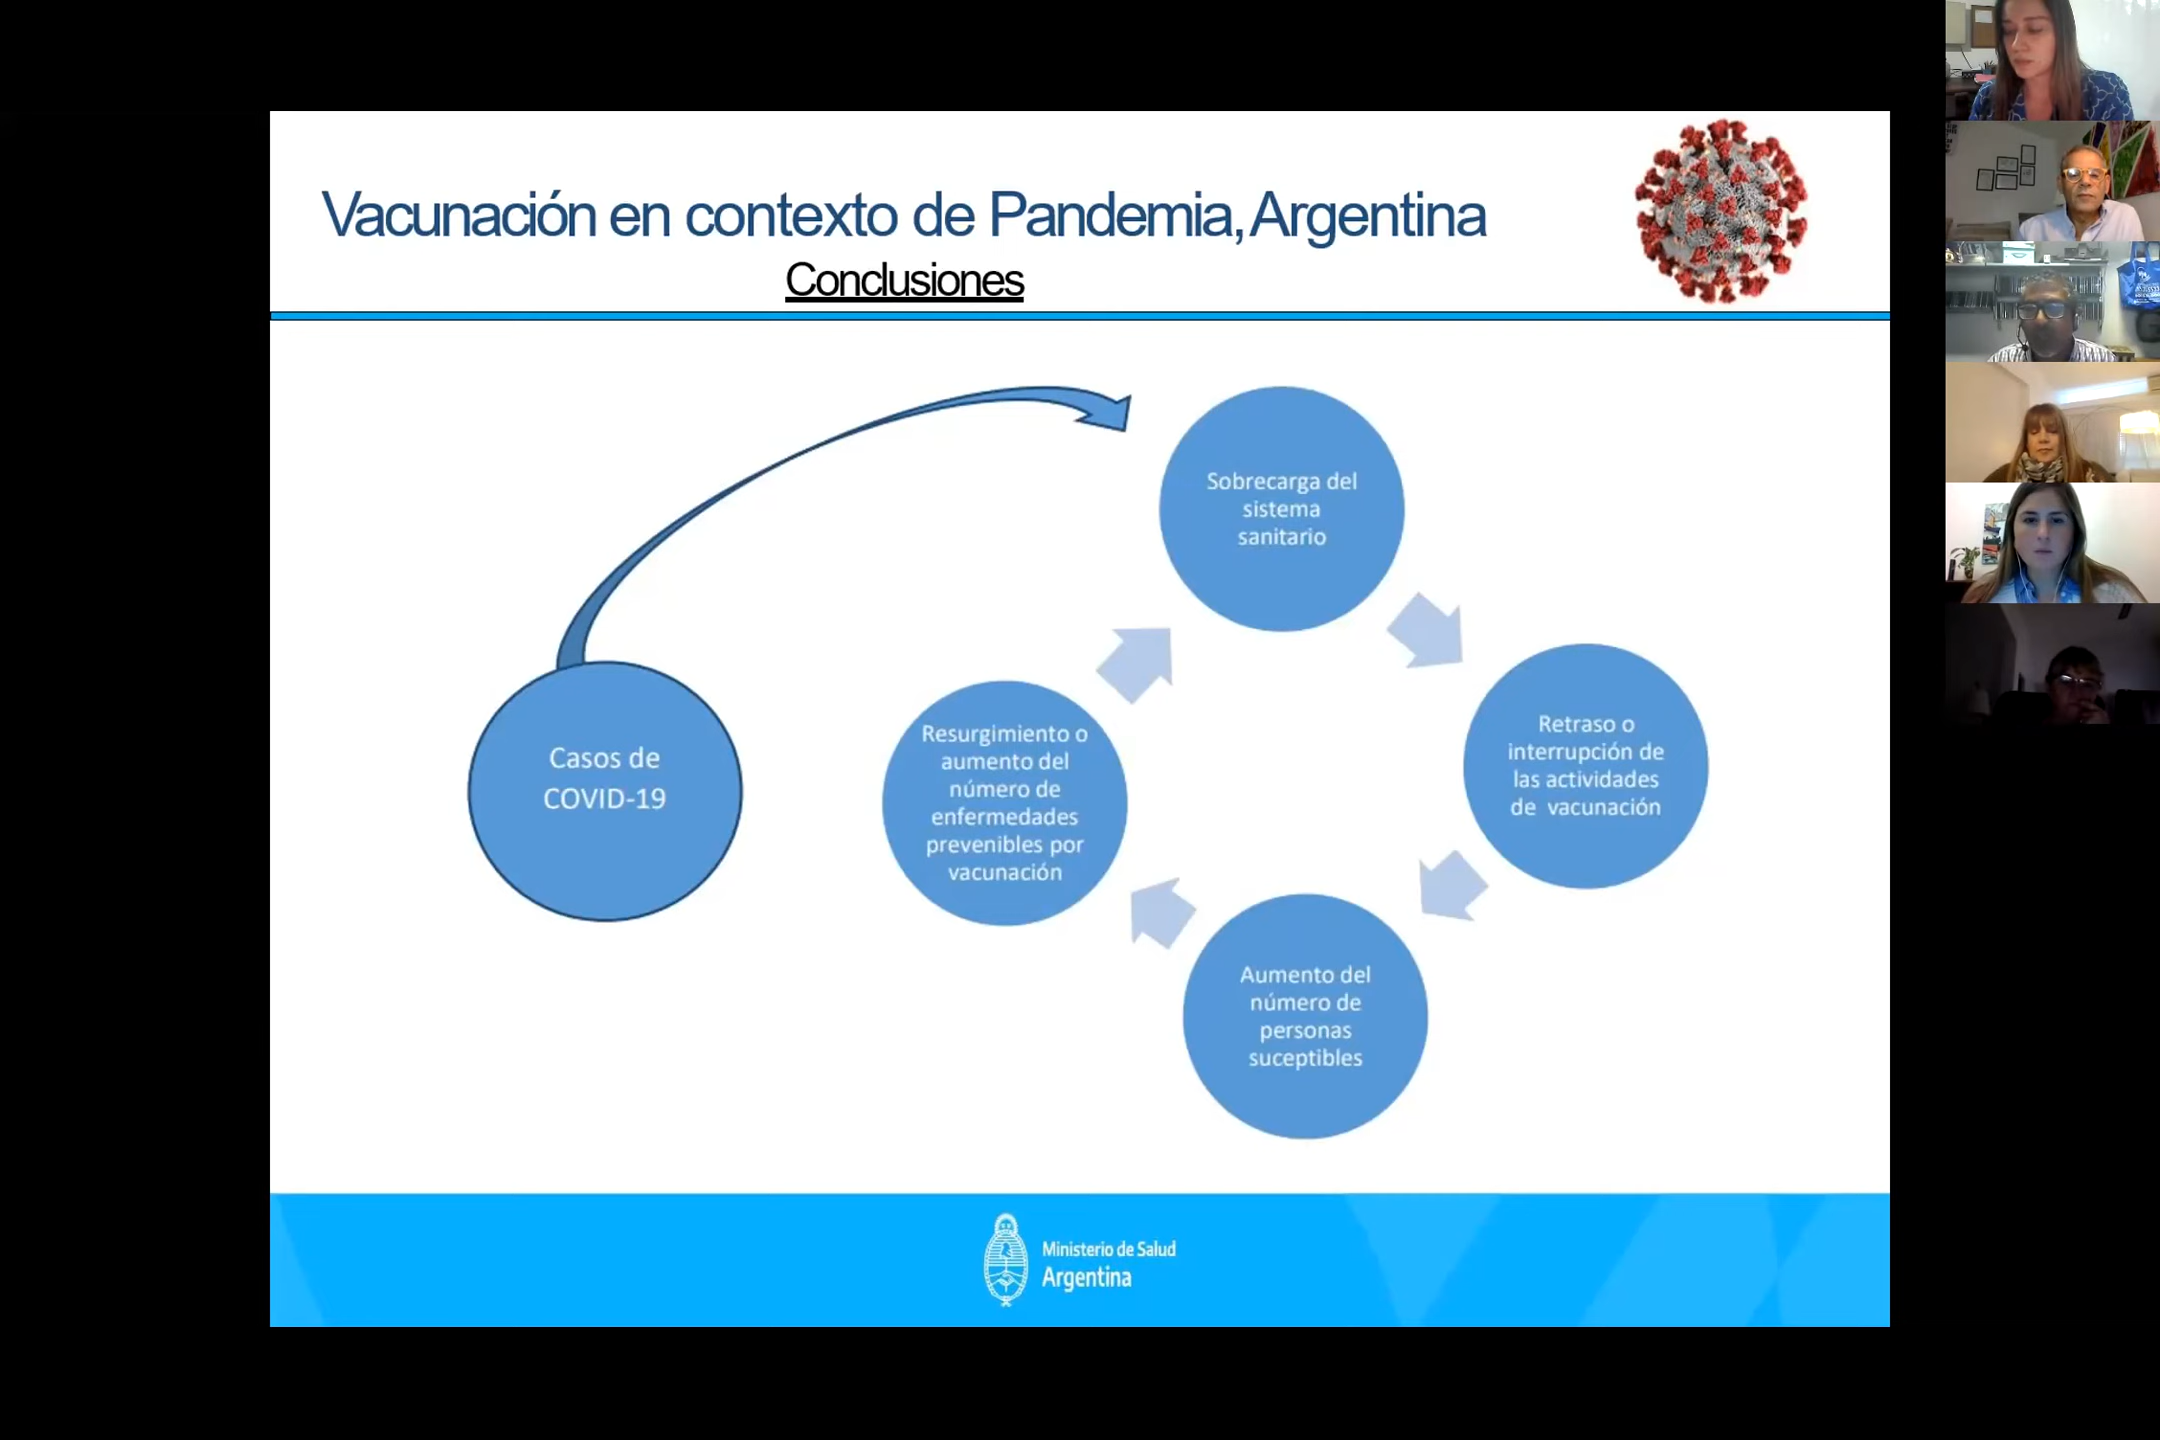 Vacunación en contexto de Pandemia, Argentina
Conclusiones
Casos de
COVID-19
Sobrecarga del
sistema
sanitario
Retraso o
interrupción de
las actividades
de vacunación
Aumento del
número de
personas
suceptibles
Resurgimiento o
aumento del
número de
enfermedades
prevenibles por
vacunación
Ministerio de Salud
Argentina